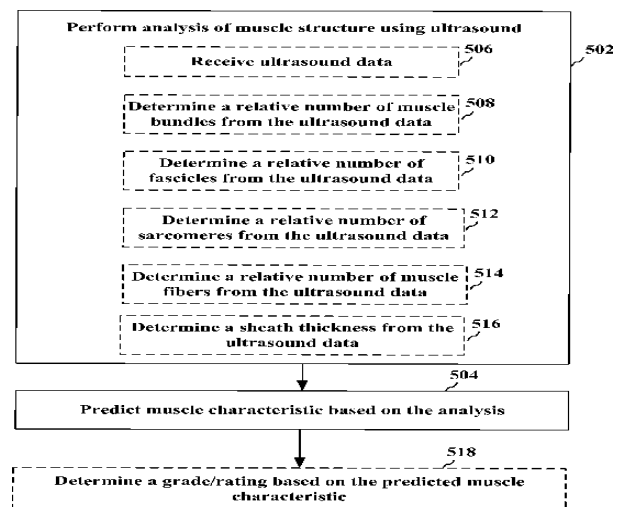 Perform analysis of muscle structure using ultrasound
506
502
Receive ultrasound data
508
Determine a relative number of muscle
bundles from the ultrasound data
510
Determine a relative number of
fascicles from the ultrasound data
512
Determine a relative number of
sarcomeres from the ultrasound data
514
Determine a relative number of muscle
fibers from the ultrasound data
516
Determine a sheath thickness from the
ultrasound data
504
Predict muscle characteristic based on the analysis
518
Determine a grade/rating based on the predicted muscle
characteristic